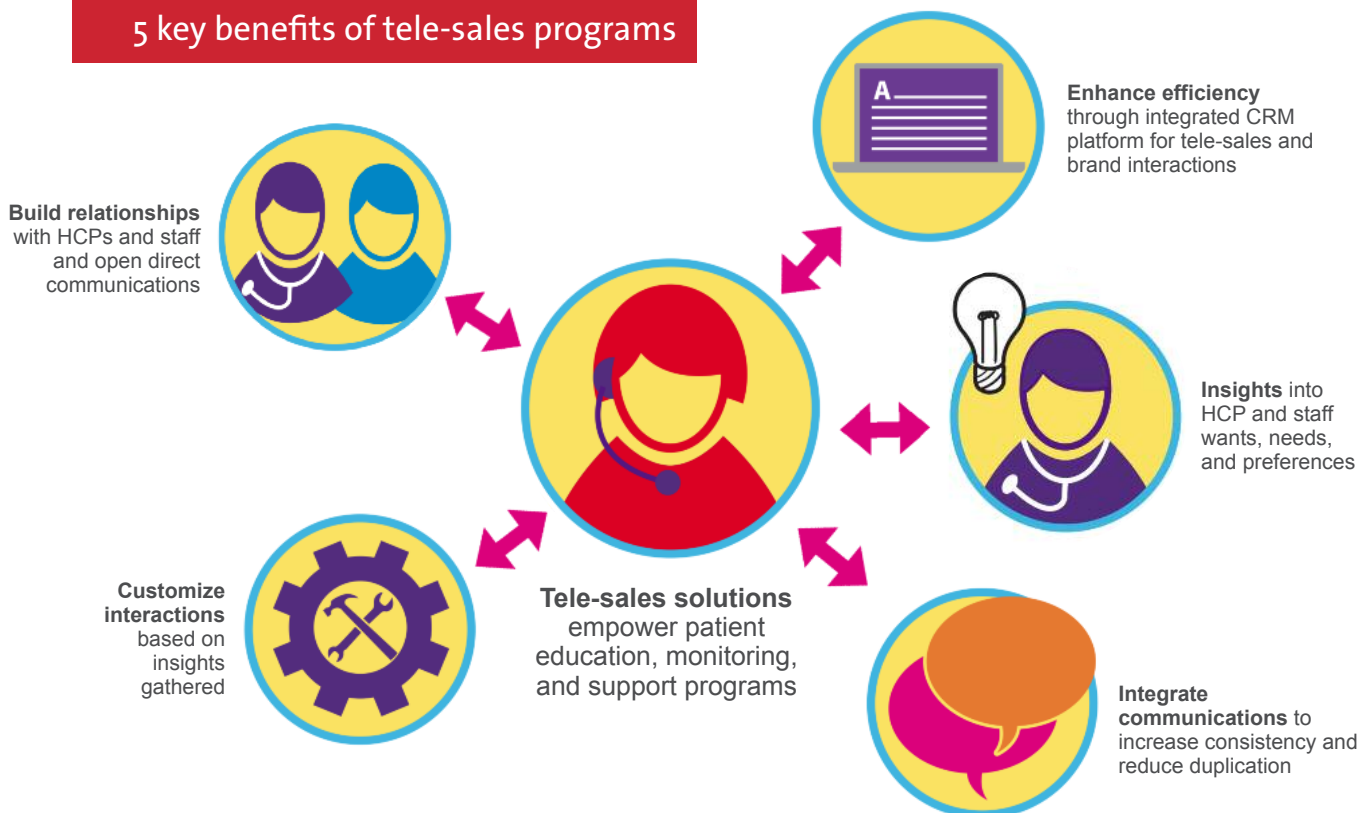 5 key benefits of tele-sales programs
A
Enhance efficiency
through integrated CRM
platform for tele-sales and
brand interactions
Build relationships
with HCPs and staff
and open direct
communications
Insights into
HCP and staff
wants, needs,
and preferences
Customize
interactions
based on
insights
gathered
Tele-sales solutions
empower patient
education, monitoring,
and support programs
Integrate
communications to
increase consistency and
reduce duplication